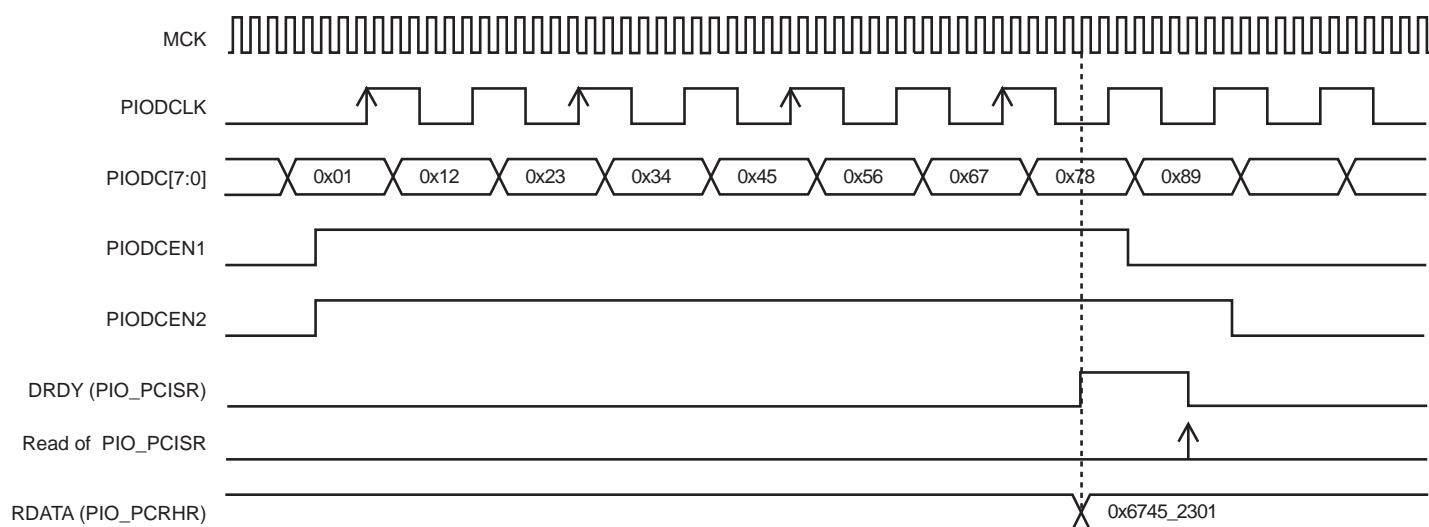 MCK
PIODCLK
PIODC[7:0] 0x01 0x12 0x23 0x34 0x45 0x56 0x67 0x78 0x89
PIODCEN1
PIODCEN2
DRDY (PIO_PCISR)
Read of PIO_PCISR
RDATA (PIO_PCRHR) 0x6745_2301